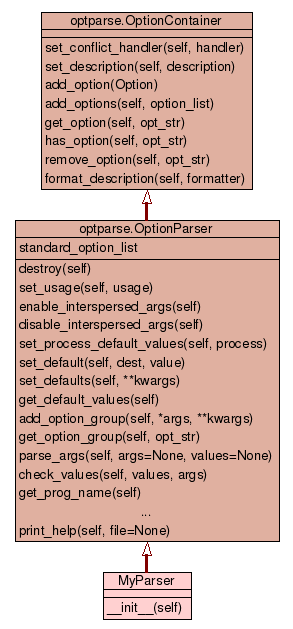 optparse.OptionContainer
set_conflict_handler(self, handler)
set_description(self, description)
add_option(Option)
add_options(self, option_list)
get_option(self, opt_str)
has_option(self, opt_str)
remove_option(self, opt_str)
format_description(self, formatter)
optparse.OptionParser
standard_option_list
destroy(self)
set_usage(self, usage)
enable_interspersed_args(self)
disable_interspersed_args(self)
set_process_default_values(self, process)
set_default(self, dest, value)
set_defaults(self, **kwargs)
get_default_values(self)
add_option_group(self, *args, **kwargs)
get_option_group(self, opt_str)
parse_args(self, args=None, values=None)
check_values(self, values, args)
get_prog_name(self)
...
print_help(self, file=None)
MyParser
__init__(self)